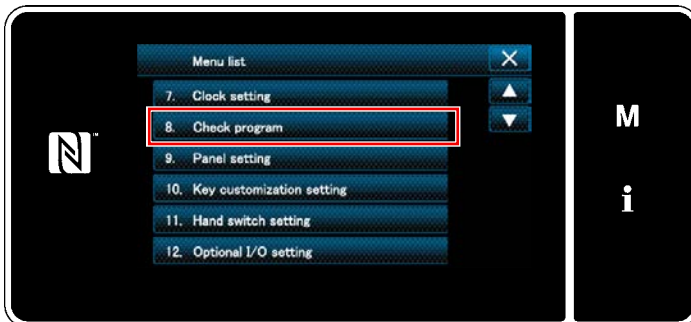 Menu list
7. Clock setting
8. Check program
9. Panel setting
10. Key customization setting
11. Hand switch setting
12. Optional I/O setting
M
i